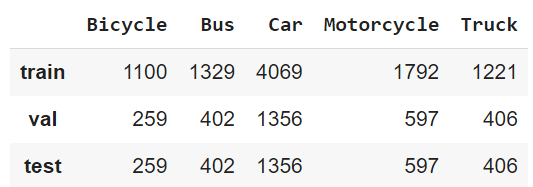 Bicycle Bus Car Motorcycle Truck
train 1100 1329 4069 1792 1221
val 259 402 1356 597 406
test 259 402 1356 597 406